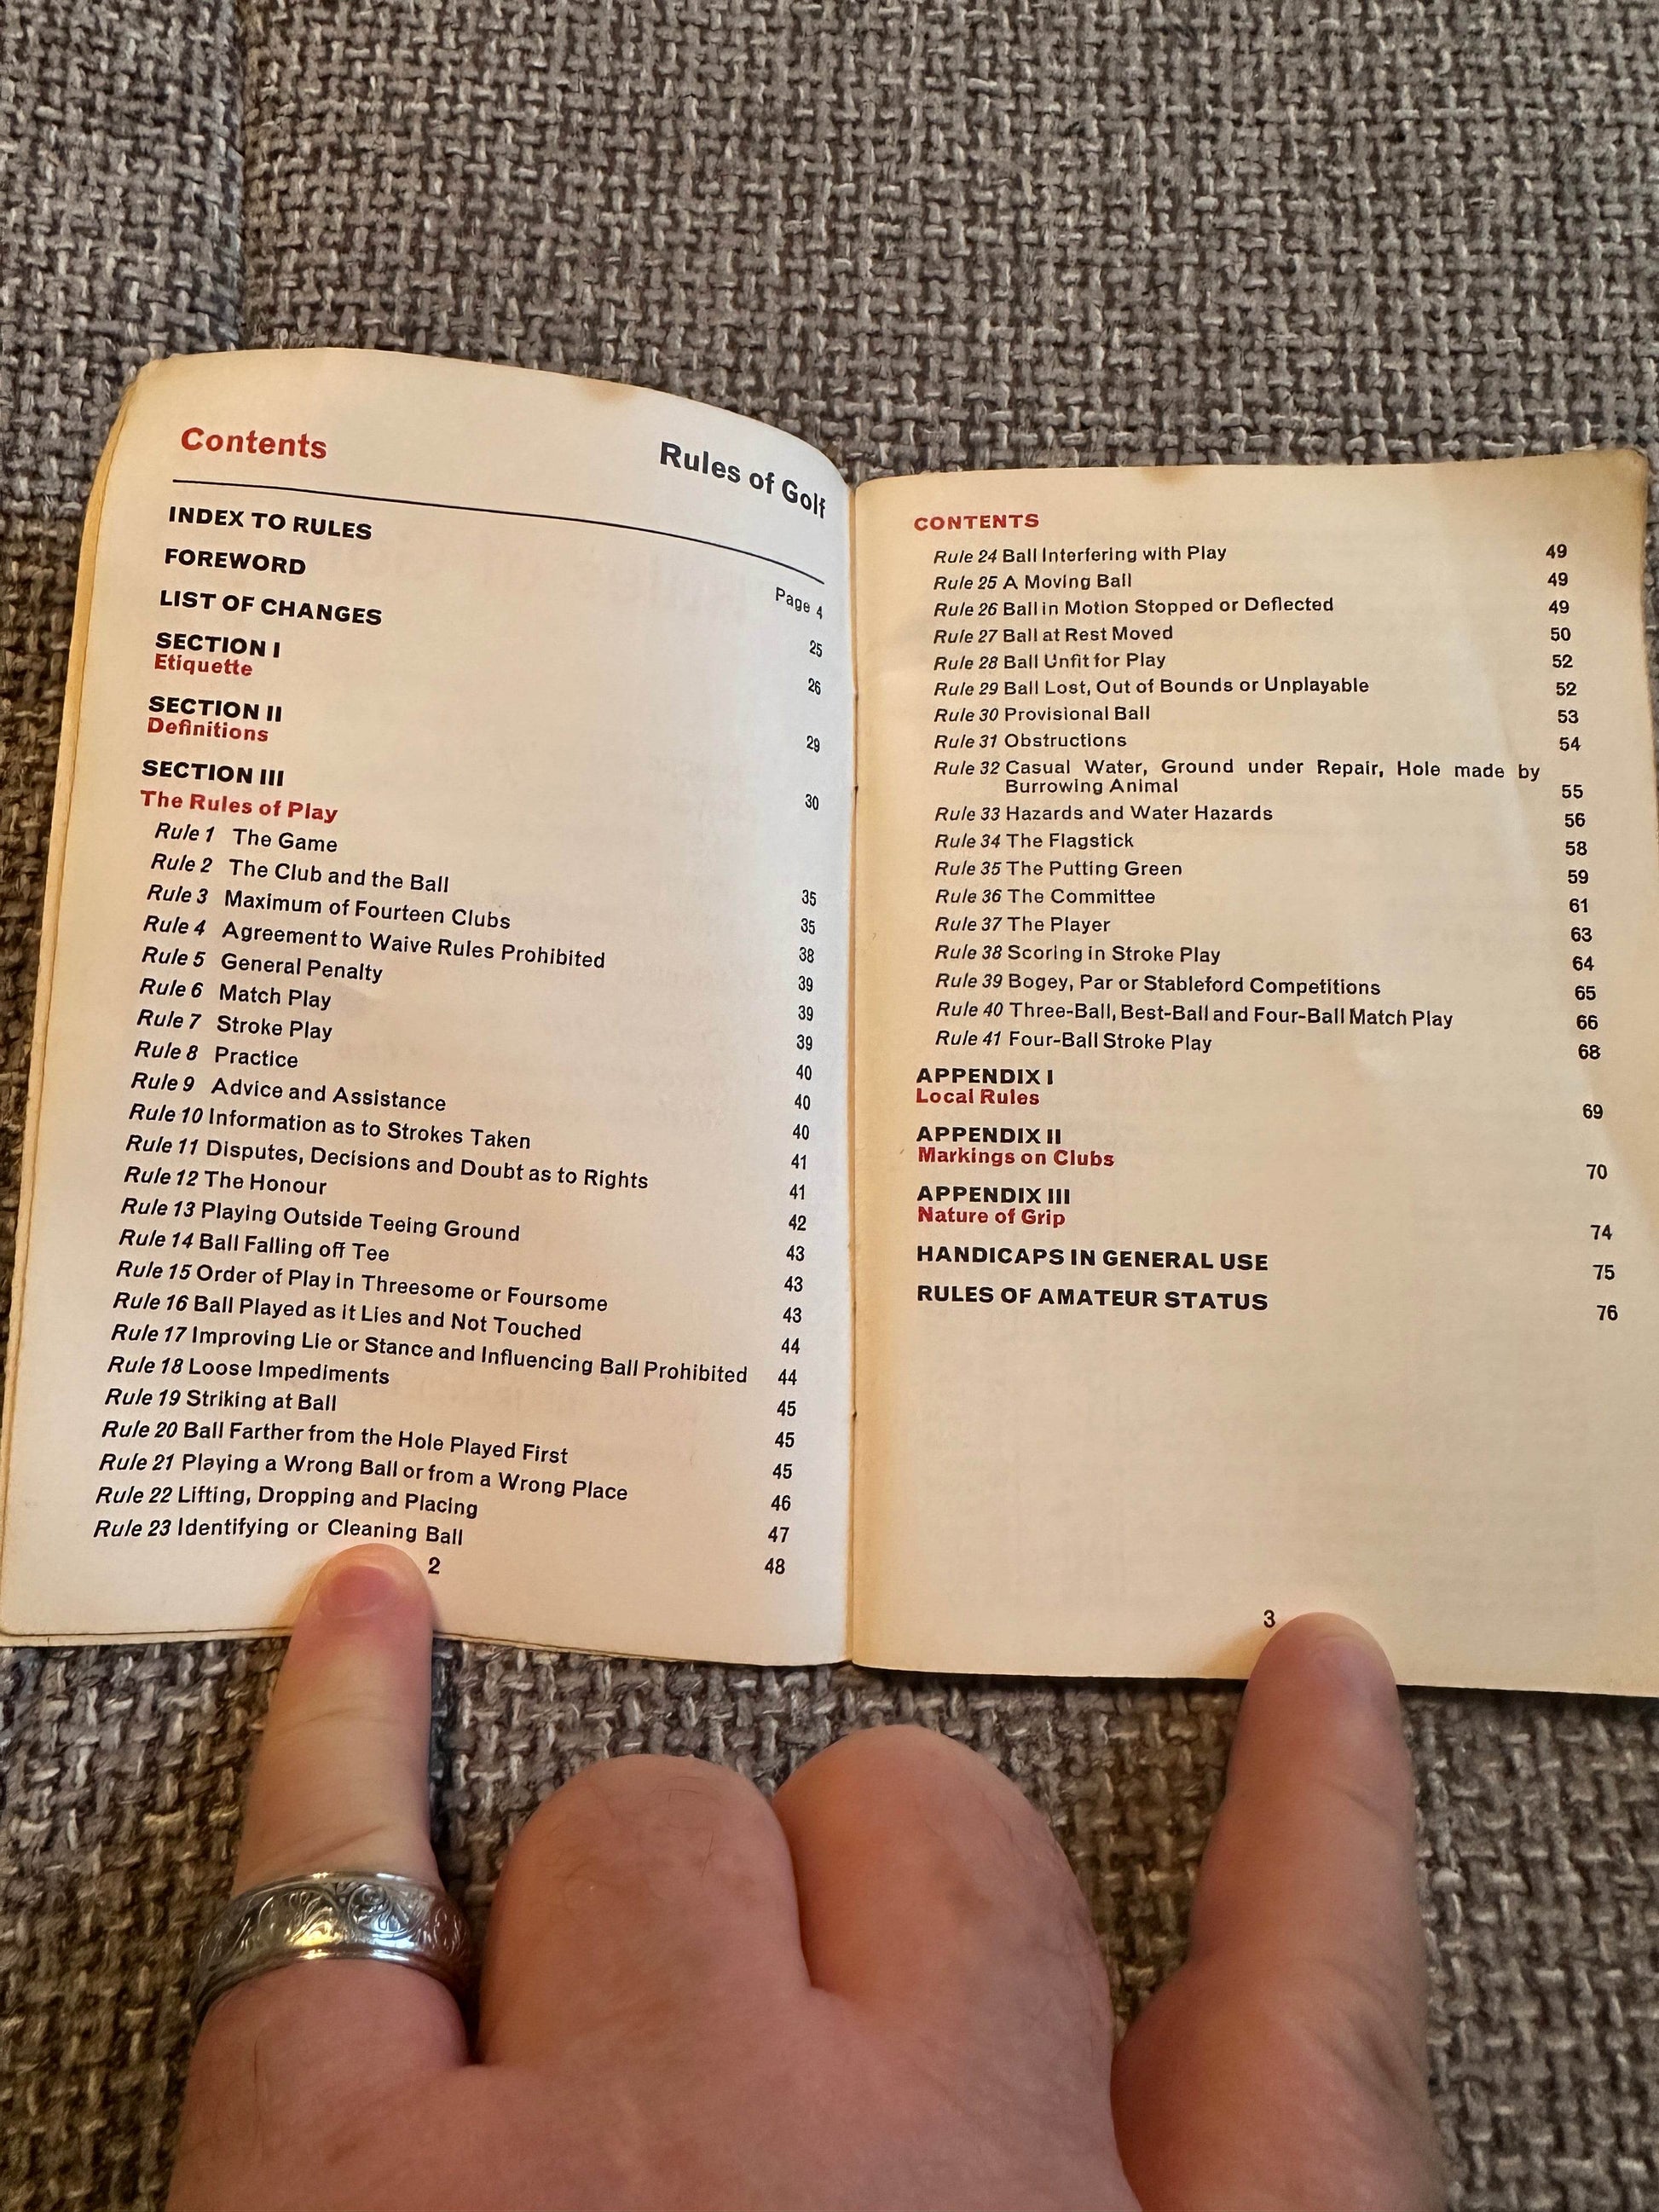 Contents Rules of Golf
INDEX TO RULES Page 4
FOREWORD 25
LIST OF CHANGES 26
SECTION I
Etiquette 29
SECTION II
Definitions 30
SECTION III
The Rules of Play
Rule 1 The Game 35
Rule 2 The Club and the Ball 35
Rule 3 Maximum of Fourteen Clubs 38
Rule 4 Agreement to Waive Rules Prohibited 39
Rule 5 General Penalty 39
Rule 6 Match Play 39
Rule 7 Stroke Play 40
Rule 8 Practice 40
Rule 9 Advice and Assistance 40
Rule 10 Information as to Strokes Taken 41
Rule 11 Disputes, Decisions and Doubt as to Rights 41
Rule 12 The Honour 42
Rule 13 Playing Outside Teeing Ground 43
Rule 14 Ball Falling off Tee 43
Rule 15 Order of Play in Threesome or Foursome 43
Rule 16 Ball Played as it Lies and Not Touched 44
Rule 17 Improving Lie or Stance and Influencing Ball Prohibited 44
Rule 18 Loose Impediments 45
Rule 19 Striking at Ball 45
Rule 20 Ball Farther from the Hole Played First 45
Rule 21 Playing a Wrong Ball or from a Wrong Place 46
Rule 22 Lifting, Dropping and Placing 47
Rule 23 Identifying or Cleaning Ball 48
2
CONTENTS
Rule 24 Ball Interfering with Play 49
Rule 25 A Moving Ball 49
Rule 26 Ball in Motion Stopped or Deflected 49
Rule 27 Ball at Rest Moved 50
Rule 28 Ball Unfit for Play 52
Rule 29 Ball Lost, Out of Bounds or Unplayable 52
Rule 30 Provisional Ball 53
Rule 31 Obstructions 54
Rule 32 Casual Water, Ground under Repair, Hole made by
Burrowing Animal 55
Rule 33 Hazards and Water Hazards 56
Rule 34 The Flagstick 58
Rule 35 The Putting Green 59
Rule 36 The Committee 61
Rule 37 The Player 63
Rule 38 Scoring in Stroke Play 64
Rule 39 Bogey, Par or Stableford Competitions 65
Rule 40 Three-Ball, Best-Ball and Four-Ball Match Play 66
Rule 41 Four-Ball Stroke Play 68
APPENDIX I
Local Rules 69
APPENDIX II
Markings on Clubs 70
APPENDIX III
Nature of Grip 74
HANDICAPS IN GENERAL USE 75
RULES OF AMATEUR STATUS 76
3